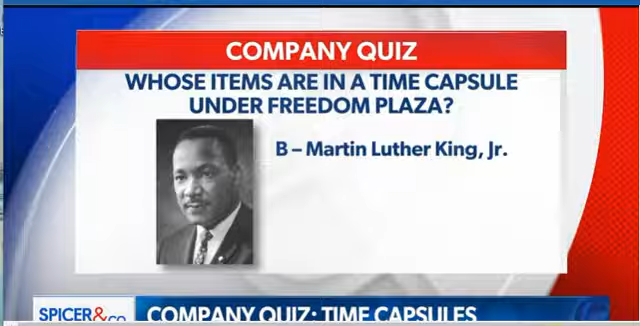 COMPANY QUIZ
WHOSE ITEMS ARE IN A TIME CAPSULE
UNDER FREEDOM PLAZA?
B – Martin Luther King, Jr.
SPICER& CO
COMPANY QUIZ: TIME CAPSULES